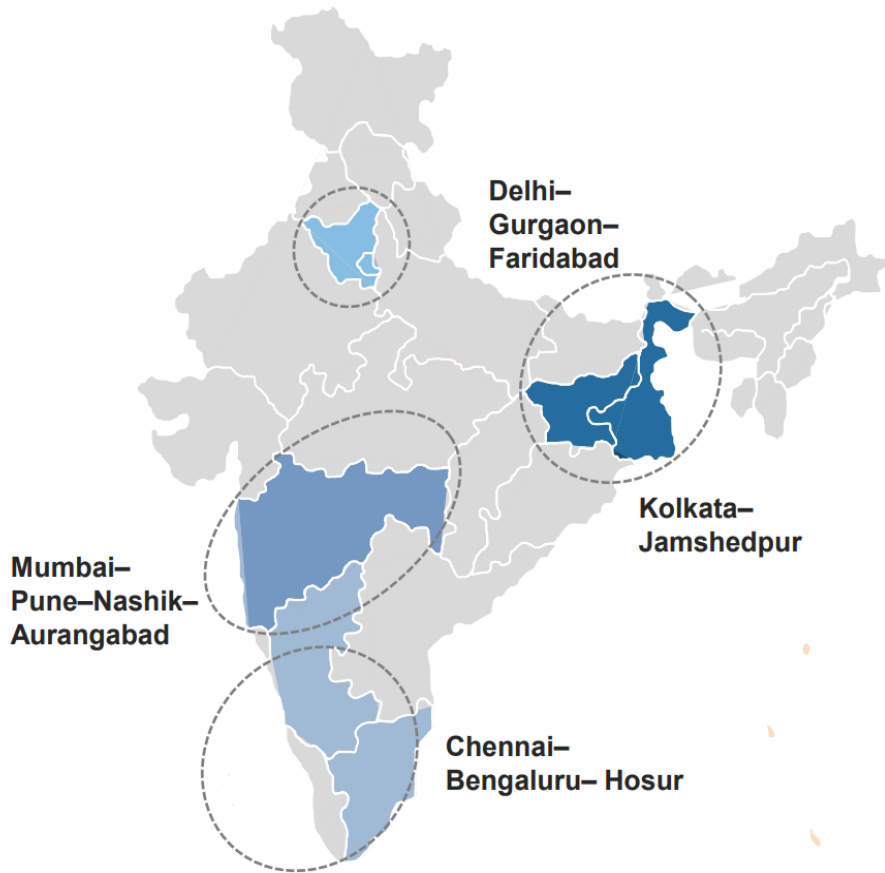 Delhi–
Gurgaon–
Faridabad
Kolkata–
Jamshedpur
Mumbai–
Pune–Nashik–
Aurangabad
Chennai–
Bengaluru– Hosur